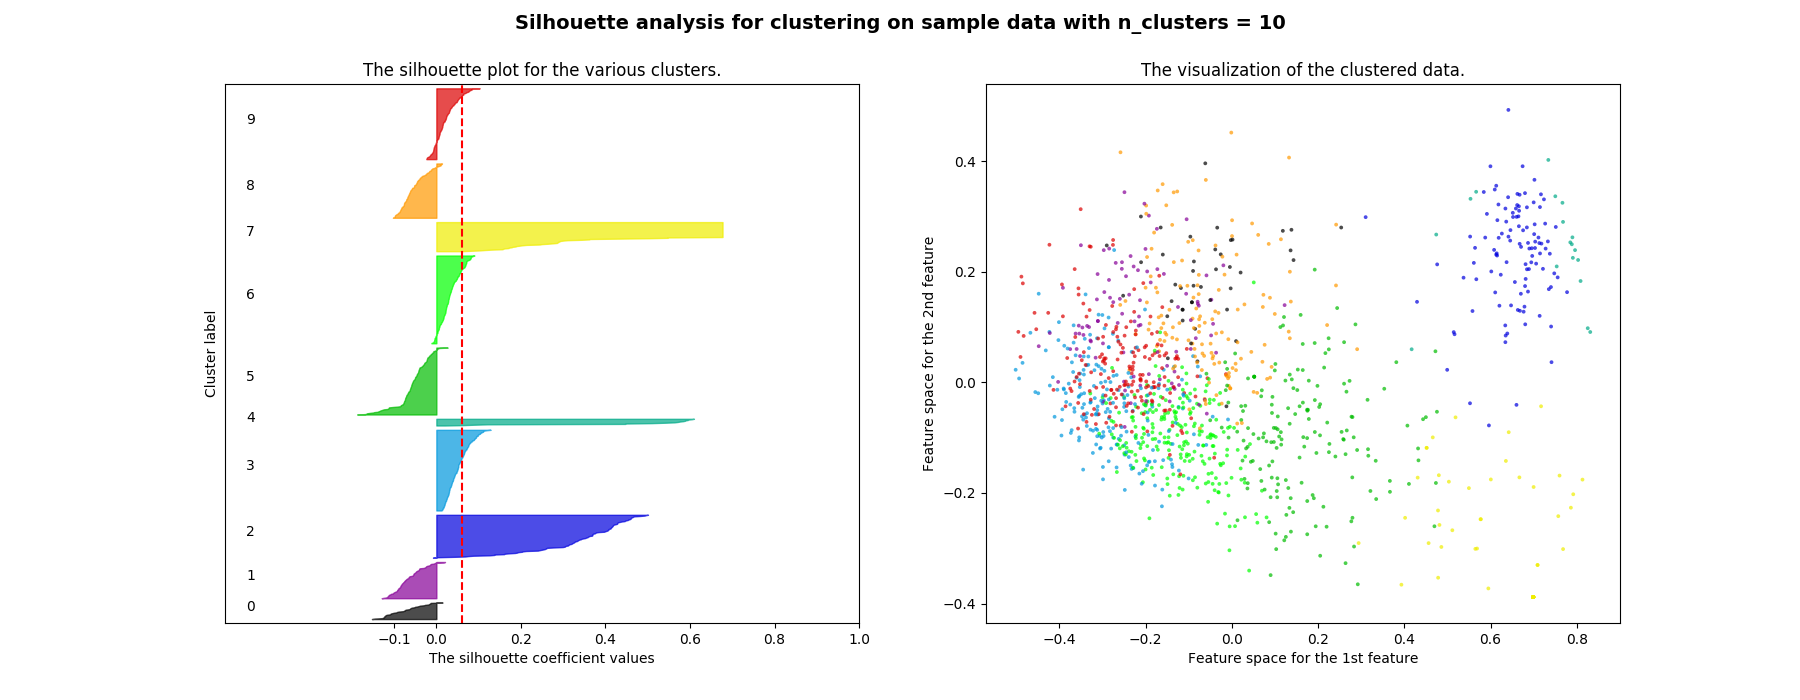 Silhouette analysis for clustering on sample data with n_clusters = 10
The silhouette plot for the various clusters.
Cluster label
9
8
7
6
5
4
3
2
1
0
−0.1 0.0 0.2 0.4 0.6 0.8 1.0
The silhouette coefficient values
The visualization of the clustered data.
Feature space for the 2nd feature
0.4
0.2
0.0
−0.2
−0.4
−0.4 −0.2 0.0 0.2 0.4 0.6 0.8
Feature space for the 1st feature